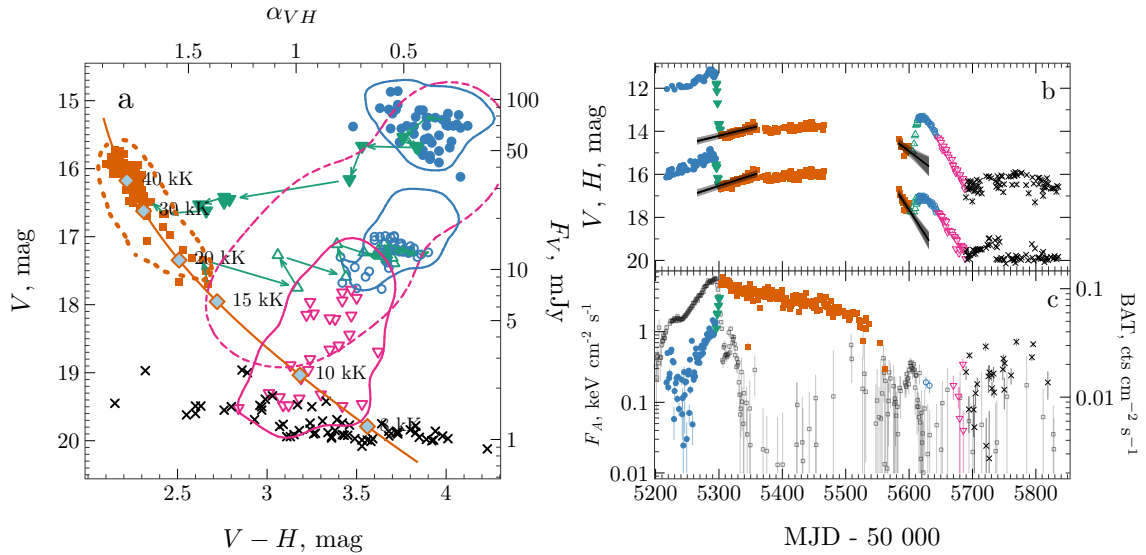 α_{VH}
1.5 1 0.5
a
15
16
17
18
19
20
V, mag
100
50
10
5
1
F_ν, mJy
40 kK
30 kK
20 kK
15 kK
10 kK
2.5 3 3.5 4
V − H, mag
b
12
14
16
18
20
V, H, mag
c
1
0.1
0.01
F_A, keV cm⁻² s⁻¹
0.1
0.01
BAT, cts cm⁻² s⁻¹
5200 5300 5400 5500 5600 5700 5800
MJD - 50 000